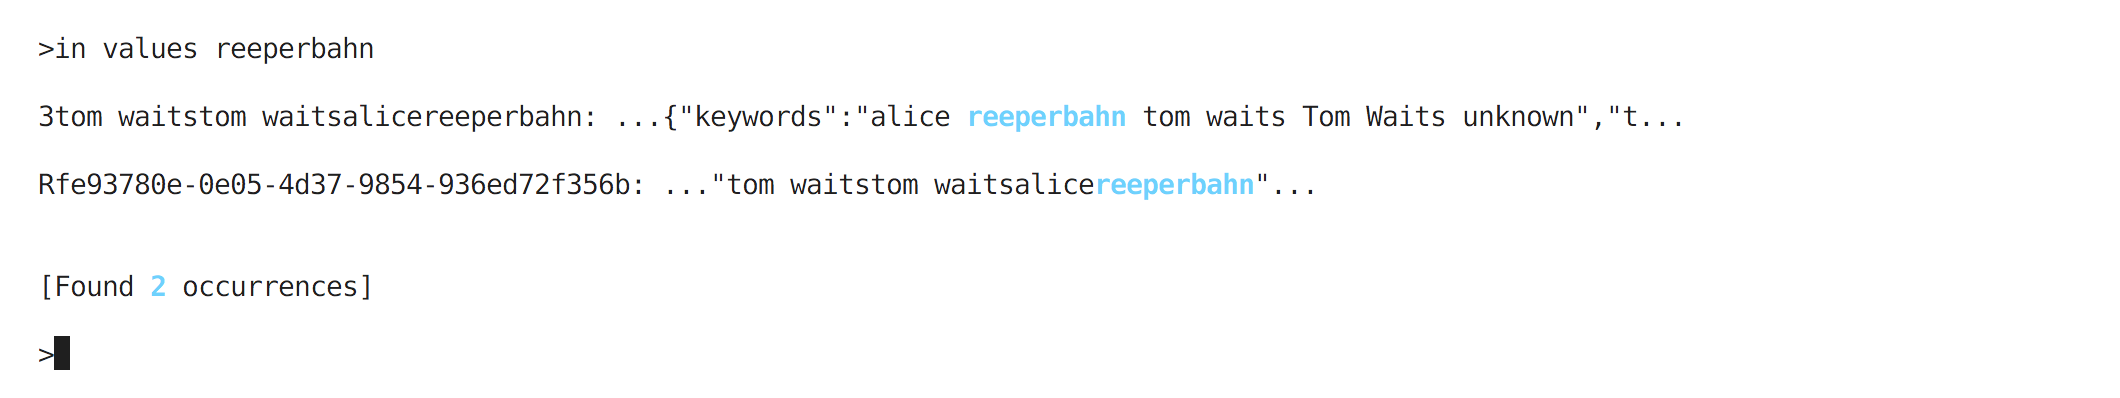 >in values reeperbahn
3tom waitstom waitsalicereeperbahn: ...{"keywords":"alice reeperbahn tom waits Tom Waits unknown","t...
Rfe93780e-0e05-4d37-9854-936ed72f356b: ..."tom waitstom waitsalicereeperbahn"...
[Found 2 occurrences]
>